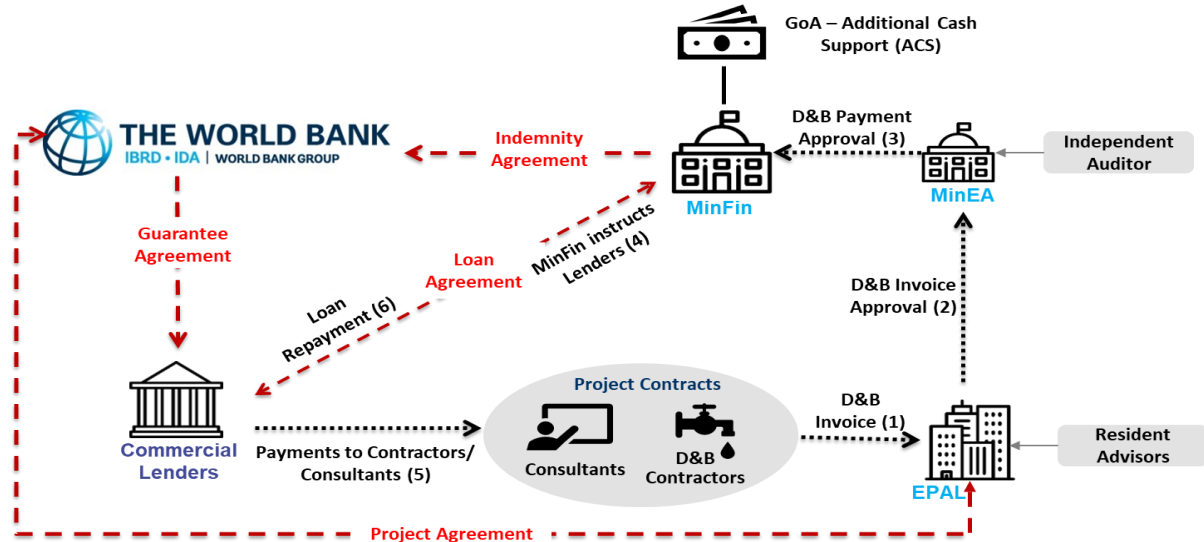 GoA – Additional Cash
Support (ACS)
THE WORLD BANK
IBRD • IDA | WORLD BANK GROUP
Indemnity
Agreement
D&B Payment
Approval (3)
Independent
Auditor
MinFin
MinEA
Guarantee
Agreement
Loan
Agreement
MinFin instructs
Lenders (4)
Loan
Repayment (6)
D&B Invoice
Approval (2)
Project Contracts
Consultants
D&B
Contractors
D&B
Invoice (1)
Commercial
Lenders
Payments to Contractors/
Consultants (5)
Resident
Advisors
EPAL
Project Agreement